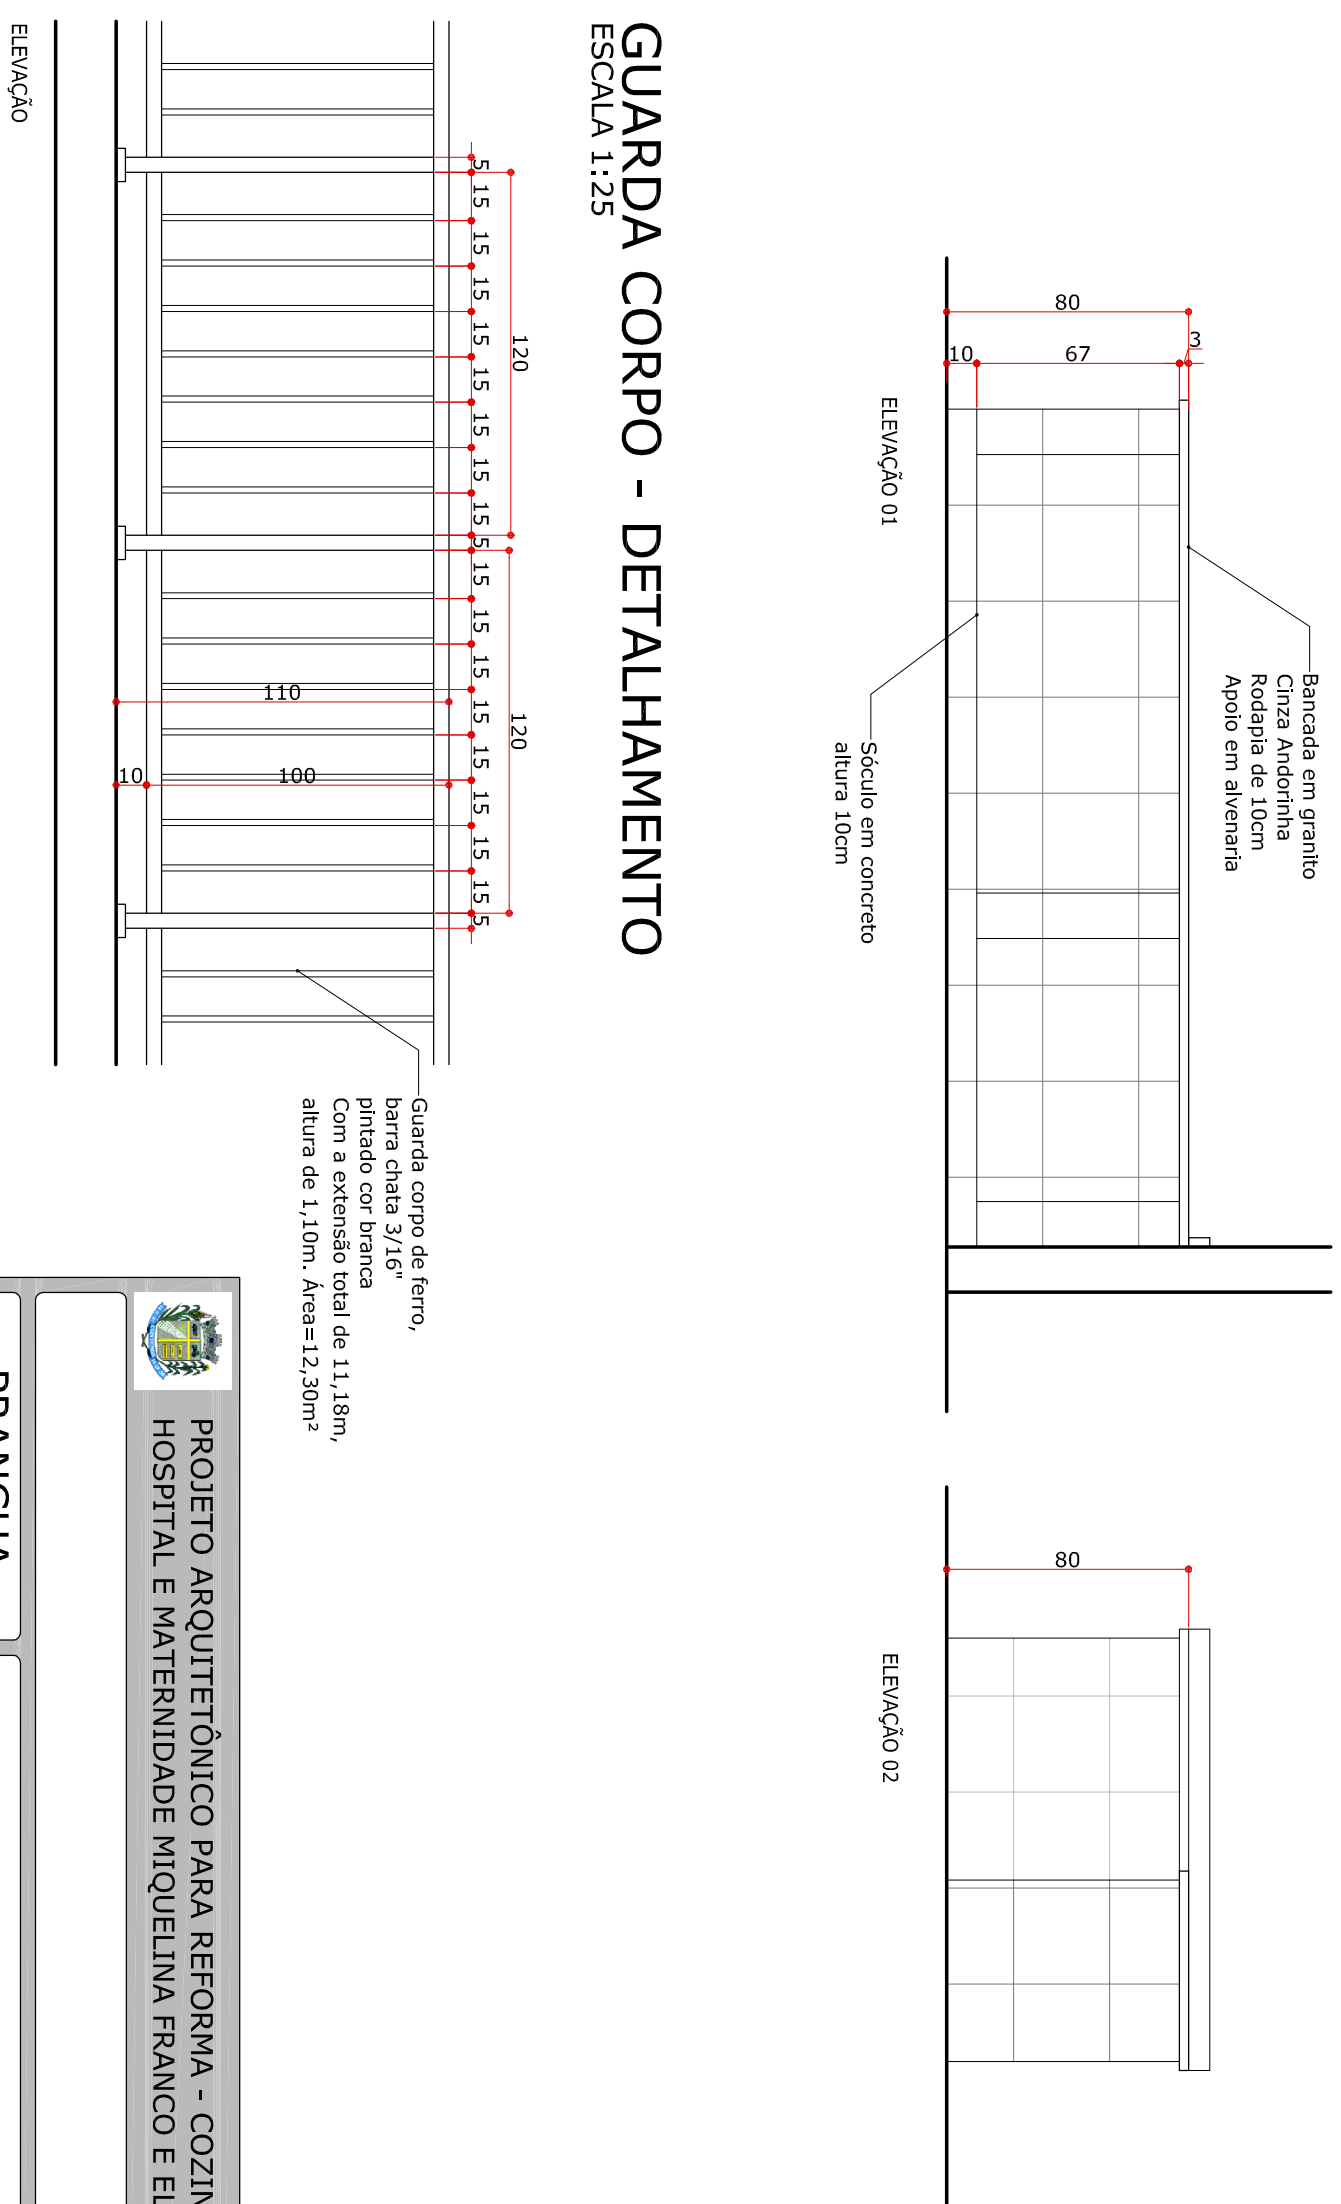 Bancada em granito
Cinza Andorinha
Rodapia de 10cm
Apoio em alvenaria
80
3
10
67
ELEVAÇÃO 01
Sóculo em concreto
altura 10cm
80
ELEVAÇÃO 02
GUARDA CORPO - DETALHAMENTO
ESCALA 1:25
120
120
5
15
15
15
15
15
15
15
15
5
15
15
15
15
15
15
15
15
5
110
10
100
Guarda corpo de ferro,
barra chata 3/16"
pintado cor branca
Com a extensão total de 11,18m,
altura de 1,10m. Área=12,30m²
ELEVAÇÃO
PROJETO ARQUITETÔNICO PARA REFORMA - COZIN
HOSPITAL E MATERNIDADE MIQUELINA FRANCO E EL
PRANCHA